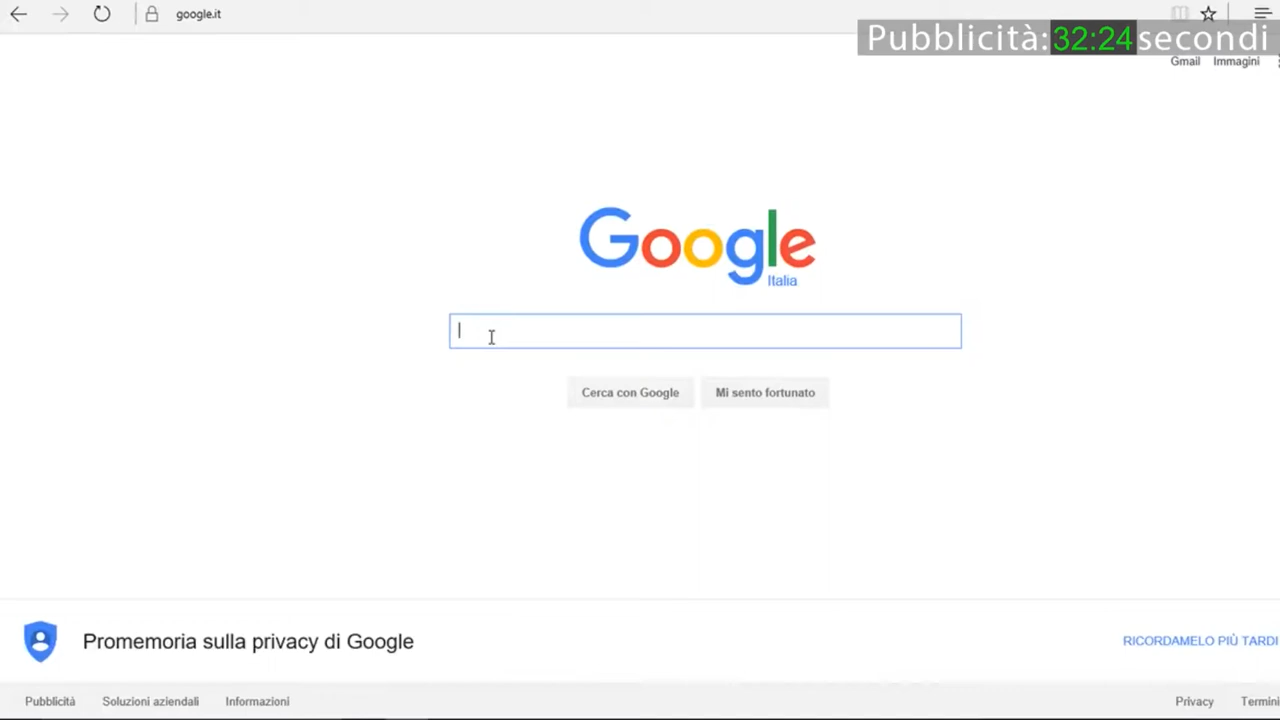 google.it
Pubblicità:32:24secondi
Gmail Immagini
Google
Italia
Cerca con Google Mi sento fortunato
Promemoria sulla privacy di Google
RICORDAMELO PIÙ TARDI
Pubblicità Soluzioni aziendali Informazioni
Privacy Termini